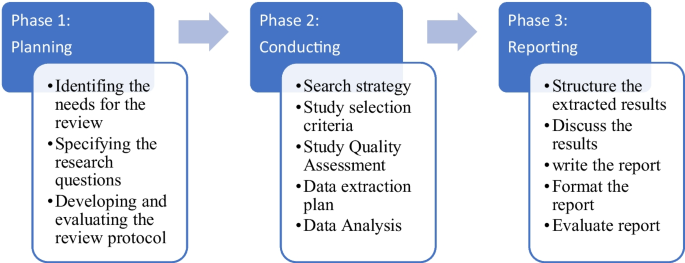 Phase 1:
Planning
•Identifing the
needs for the
review
•Specifying the
research
questions
•Developing and
evaluating the
review protocol
Phase 2:
Conducting
•Search strategy
•Study selection
criteria
•Study Quality
Assessment
•Data extraction
plan
•Data Analysis
Phase 3:
Reporting
•Structure the
extracted results
•Discuss the
results
•write the report
•Format the
report
•Evaluate report